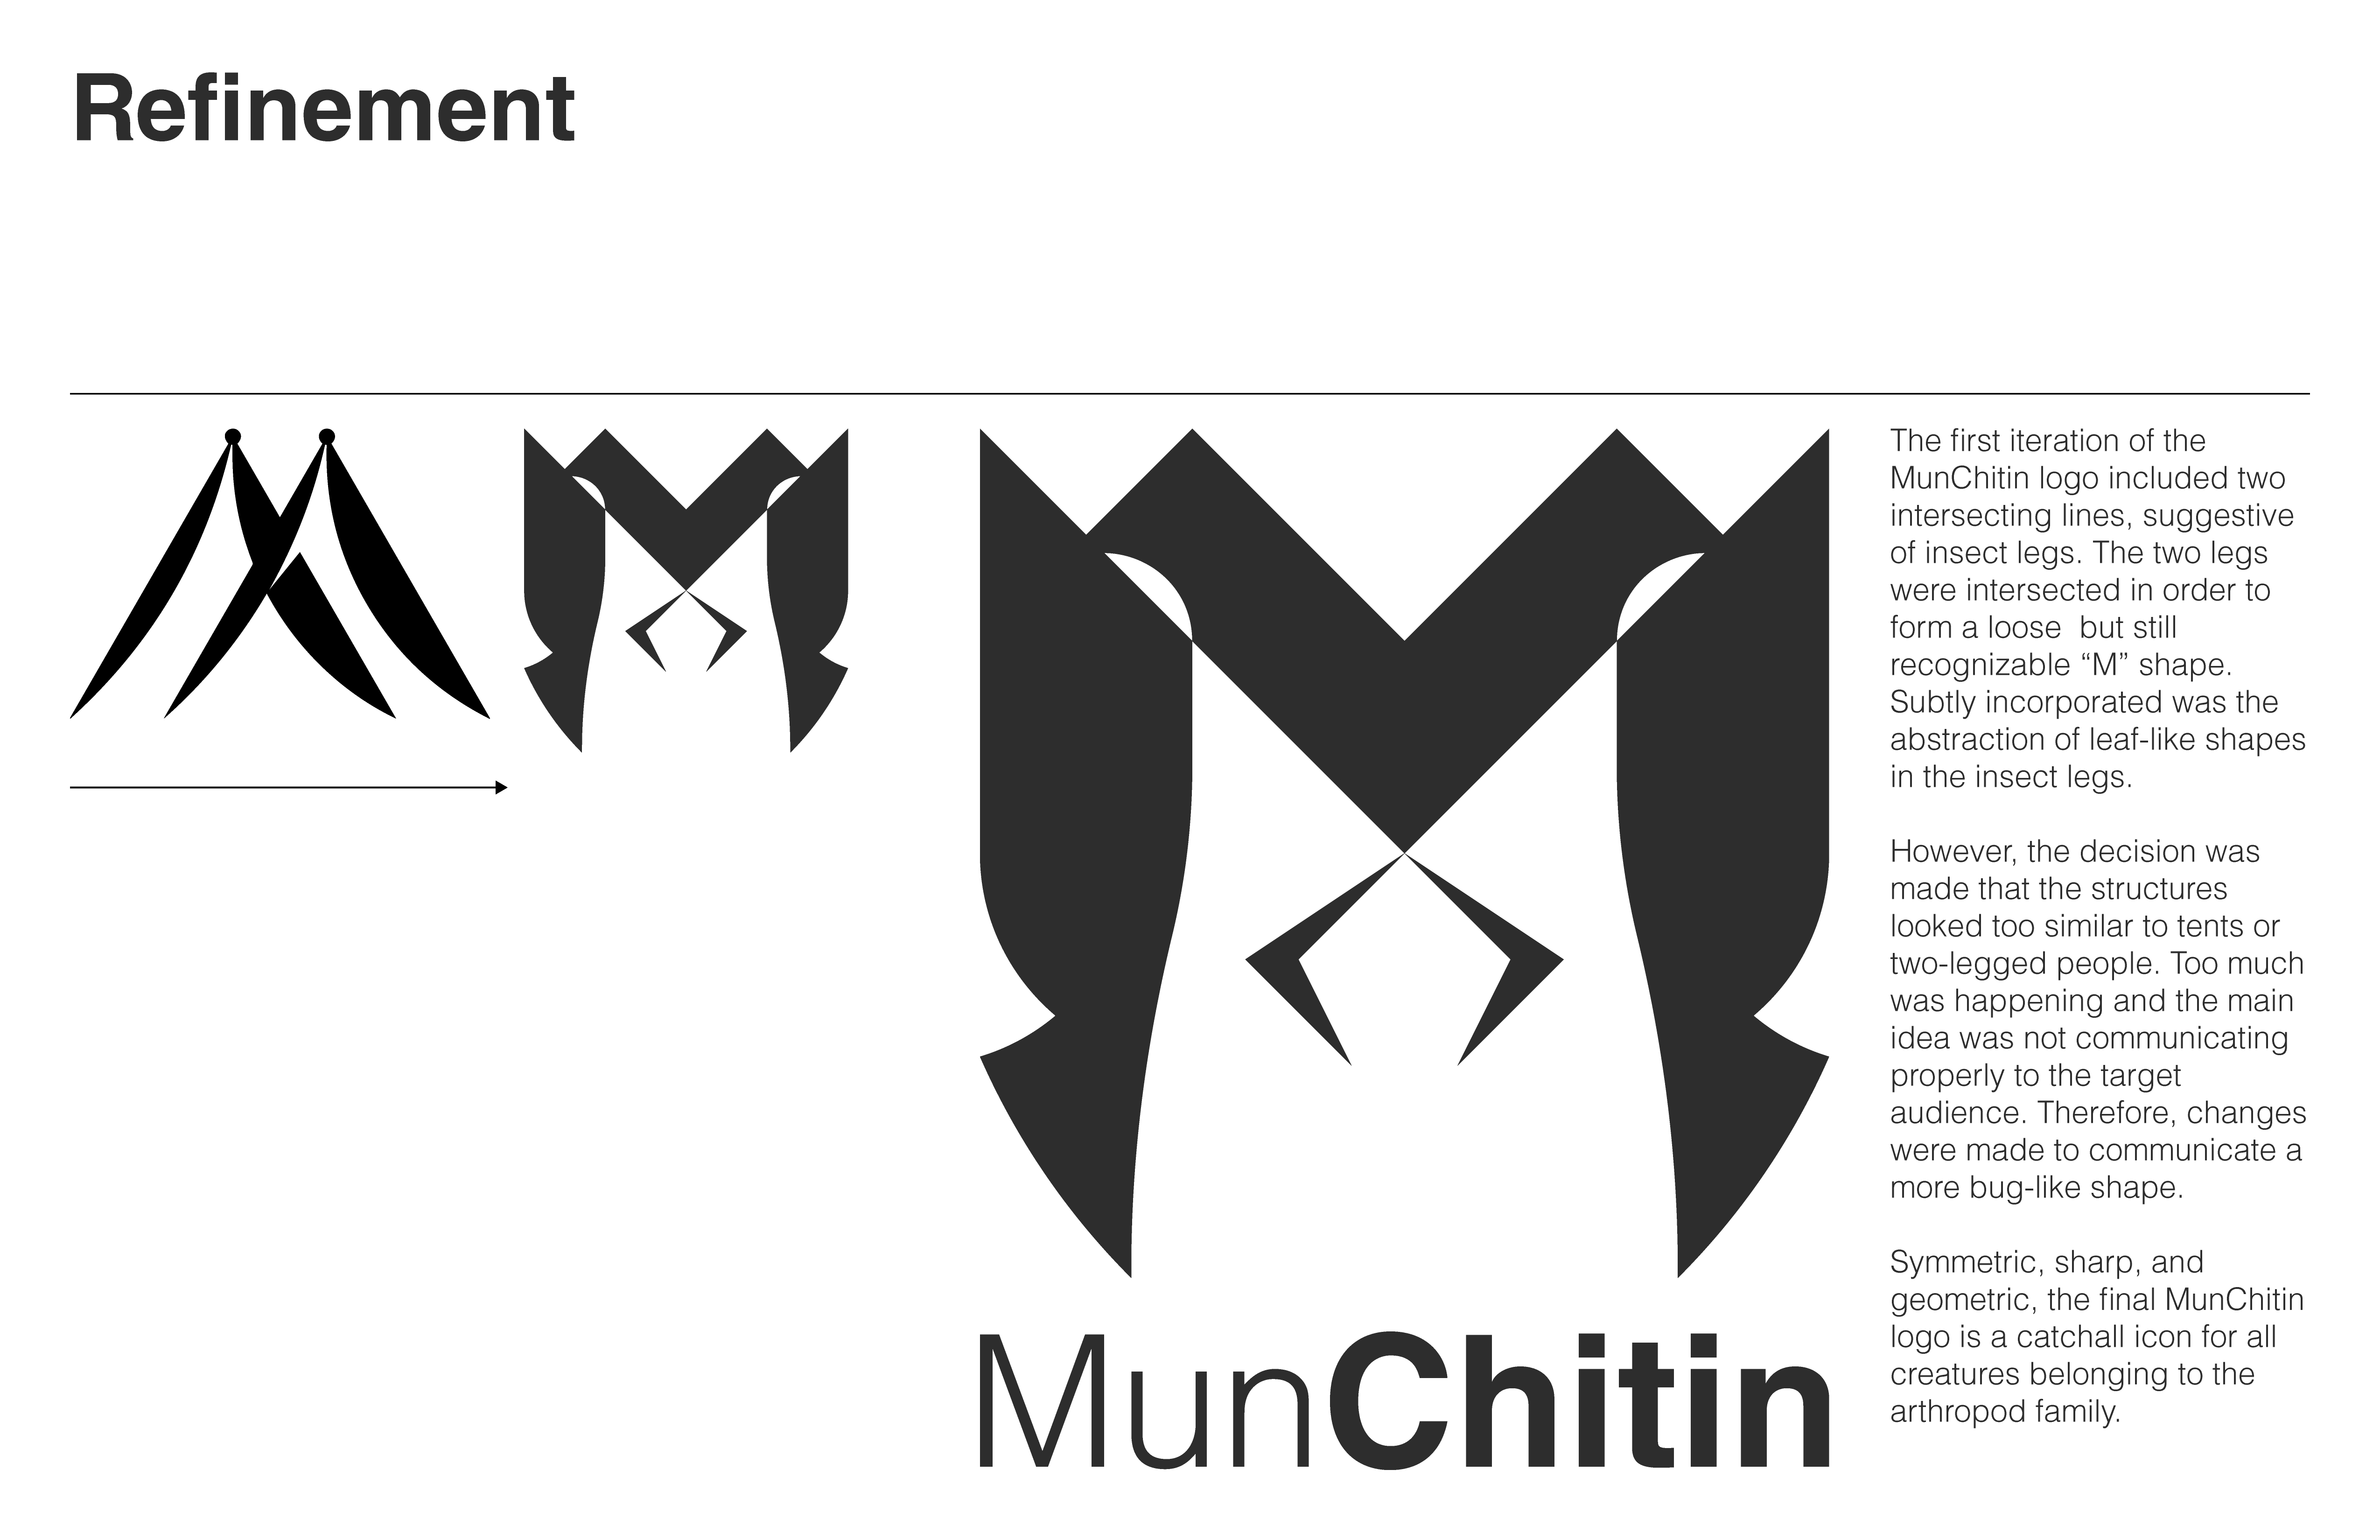 Refinement
The first iteration of the
MunChitin logo included two
intersecting lines, suggestive
of insect legs. The two legs
were intersected in order to
form a loose  but still
recognizable “M” shape.
Subtly incorporated was the
abstraction of leaf-like shapes
in the insect legs.
However, the decision was
made that the structures
looked too similar to tents or
two-legged people. Too much
was happening and the main
idea was not communicating
properly to the target
audience. Therefore, changes
were made to communicate a
more bug-like shape.
Symmetric, sharp, and
geometric, the final MunChitin
logo is a catchall icon for all
creatures belonging to the
arthropod family.
MunChitin